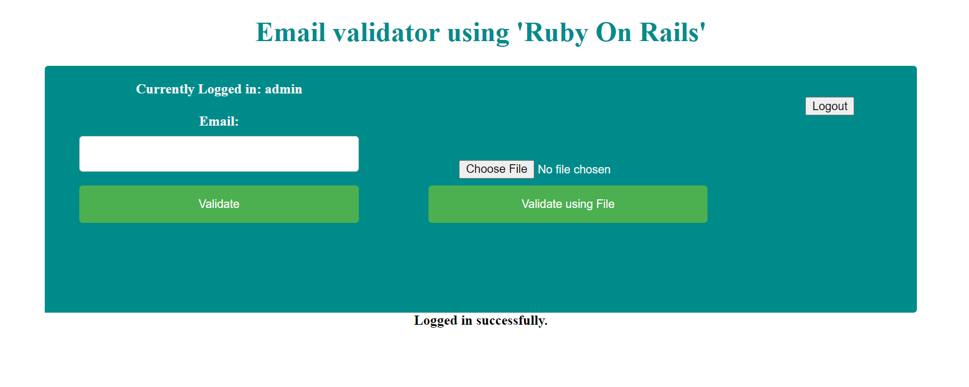 Email validator using 'Ruby On Rails'
Currently Logged in: admin
Logout
Email:
Choose File No file chosen
Validate
Validate using File
Logged in successfully.